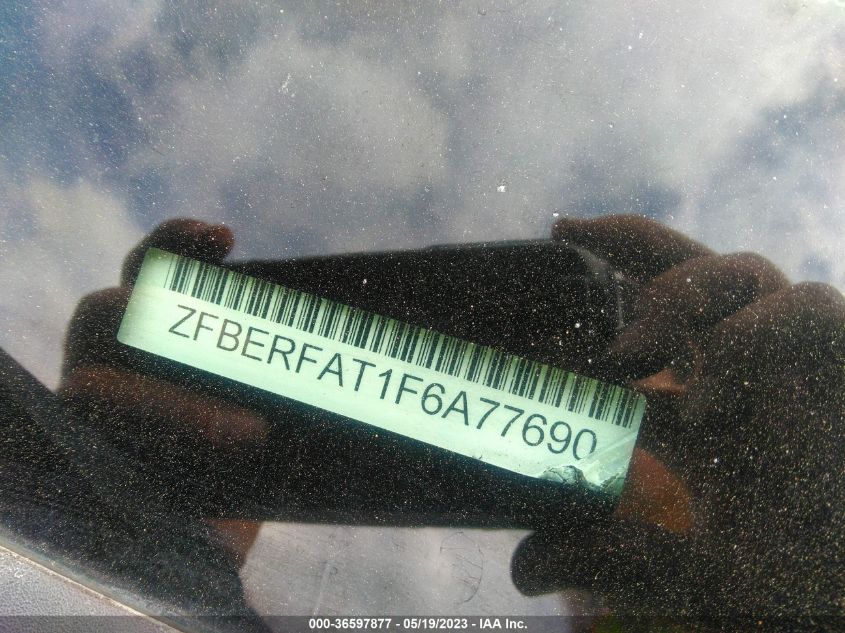 ZFBERFAT1F6A77690
000-36597877 - 05/19/2023 - IAA Inc.